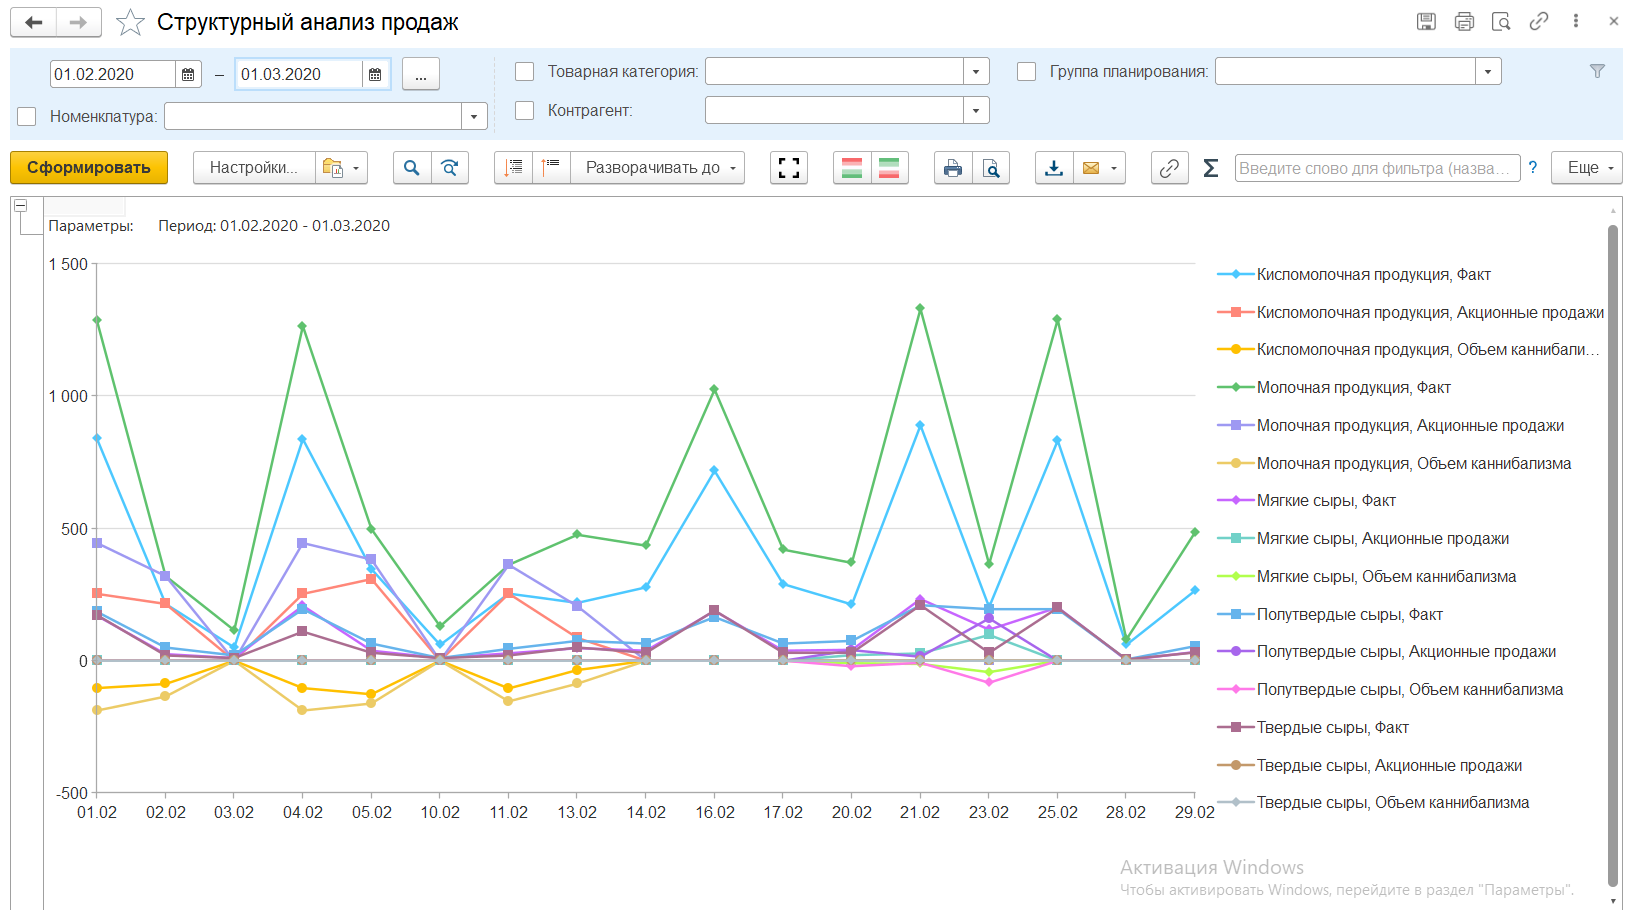 Структурный анализ продаж
01.02.2020 – 01.03.2020 ...
Товарная категория:
Группа планирования:
Номенклатура:
Контрагент:
Сформировать Настройки... Разворачивать до Σ Введите слово для фильтра (назва... ? Еще
Параметры: Период: 01.02.2020 - 01.03.2020
1 500
1 000
500
0
-500
01.02 02.02 03.02 04.02 05.02 10.02 11.02 13.02 14.02 16.02 17.02 20.02 21.02 23.02 25.02 28.02 29.02
Кисломолочная продукция, Факт
Кисломолочная продукция, Акционные продажи
Кисломолочная продукция, Объем каннибали...
Молочная продукция, Факт
Молочная продукция, Акционные продажи
Молочная продукция, Объем каннибализма
Мягкие сыры, Факт
Мягкие сыры, Акционные продажи
Мягкие сыры, Объем каннибализма
Полутвердые сыры, Факт
Полутвердые сыры, Акционные продажи
Полутвердые сыры, Объем каннибализма
Твердые сыры, Факт
Твердые сыры, Акционные продажи
Твердые сыры, Объем каннибализма
Активация Windows
Чтобы активировать Windows, перейдите в раздел "Параметры".